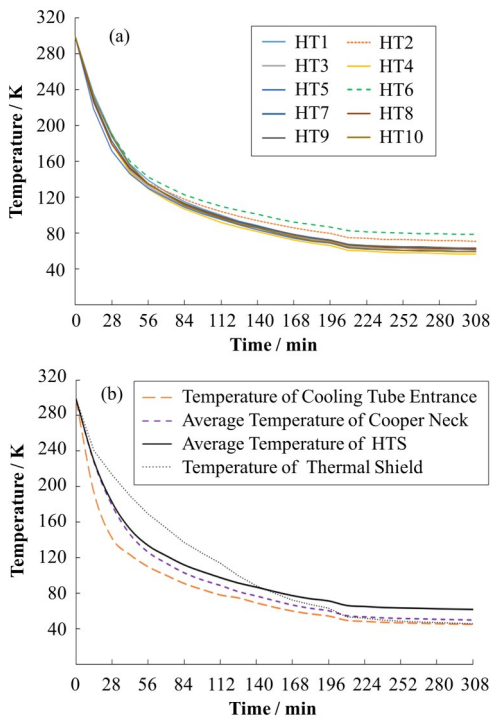 320
(a)
280
240
200
160
120
80
40
HT1 HT2
HT3 HT4
HT5 HT6
HT7 HT8
HT9 HT10
Temperature / K
0 28 56 84 112 140 168 196 224 252 280 308
Time / min
320
(b)
280
240
200
160
120
80
40
Temperature of Cooling Tube Entrance
Average Temperature of Cooper Neck
Average Temperature of HTS
Temperature of Thermal Shield
Temperature / K
0 28 56 84 112 140 168 196 224 252 280 308
Time / min